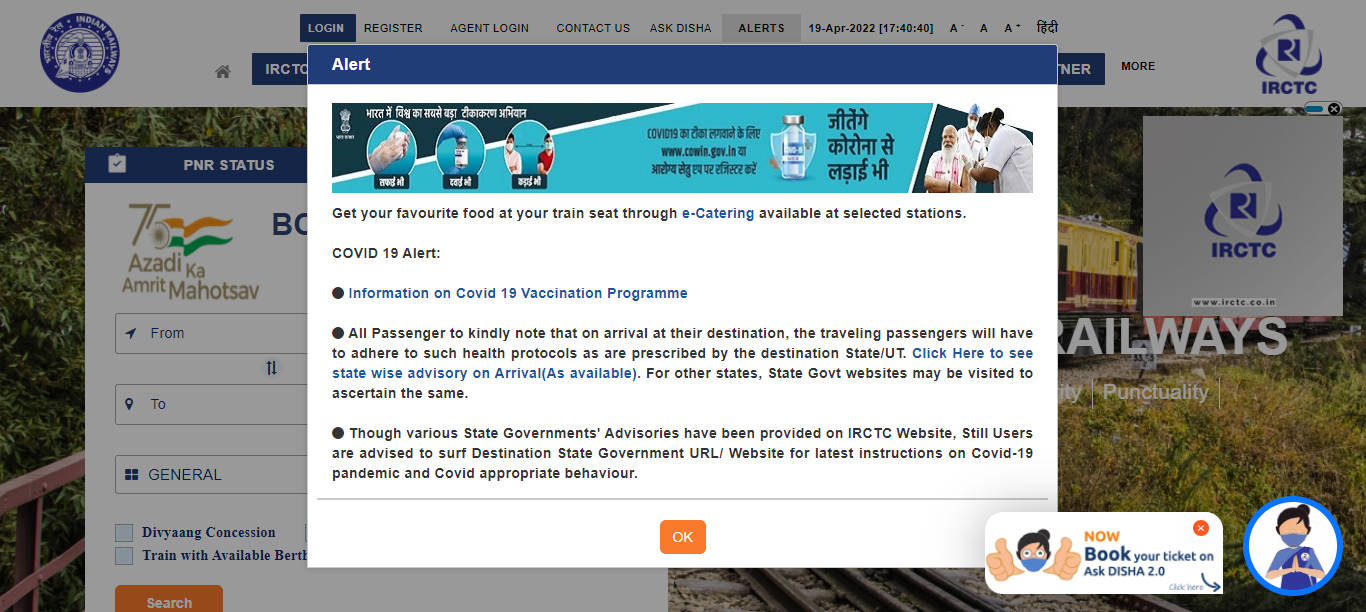 LOGIN REGISTER AGENT LOGIN CONTACT US ASK DISHA ALERTS 19-Apr-2022 [17:40:40] A - A A + हिंदी
IRCTC
NER
MORE
IRCTC
Alert
भारत में विश्व का सबसे बड़ा टीकाकरण अभियान
सफाई भी
दवाई भी
कड़ाई भी
COVID19 का टीका लगवाने के लिए
www.cowin.gov.in या
आरोग्य सेतु एप पर रजिस्टर करें
जीतेंगे
कोरोना से
लड़ाई भी
Get your favourite food at your train seat through e-Catering available at selected stations.
COVID 19 Alert:
● Information on Covid 19 Vaccination Programme
● All Passenger to kindly note that on arrival at their destination, the traveling passengers will have
to adhere to such health protocols as are prescribed by the destination State/UT. Click Here to see
state wise advisory on Arrival(As available). For other states, State Govt websites may be visited to
ascertain the same.
● Though various State Governments' Advisories have been provided on IRCTC Website, Still Users
are advised to surf Destination State Government URL/ Website for latest instructions on Covid-19
pandemic and Covid appropriate behaviour.
OK
PNR STATUS
75
Azadi Ka
Amrit Mahotsav
BO
From
To
GENERAL
Divyaang Concession
Train with Available Berth
Search
IRCTC
www.irctc.co.in
RAILWAYS
ity | Punctuality |
NOW
Book your ticket on
Ask DISHA 2.0
Click here